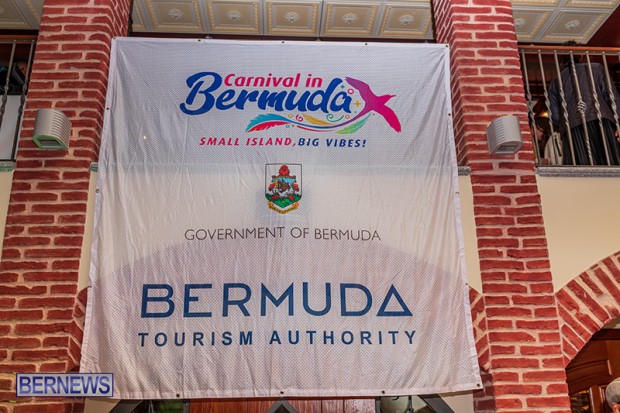 Carnival in
Bermuda
SMALL ISLAND, BIG VIBES!
GOVERNMENT OF BERMUDA
BERMUDA
TOURISM AUTHORITY
BERNEWS